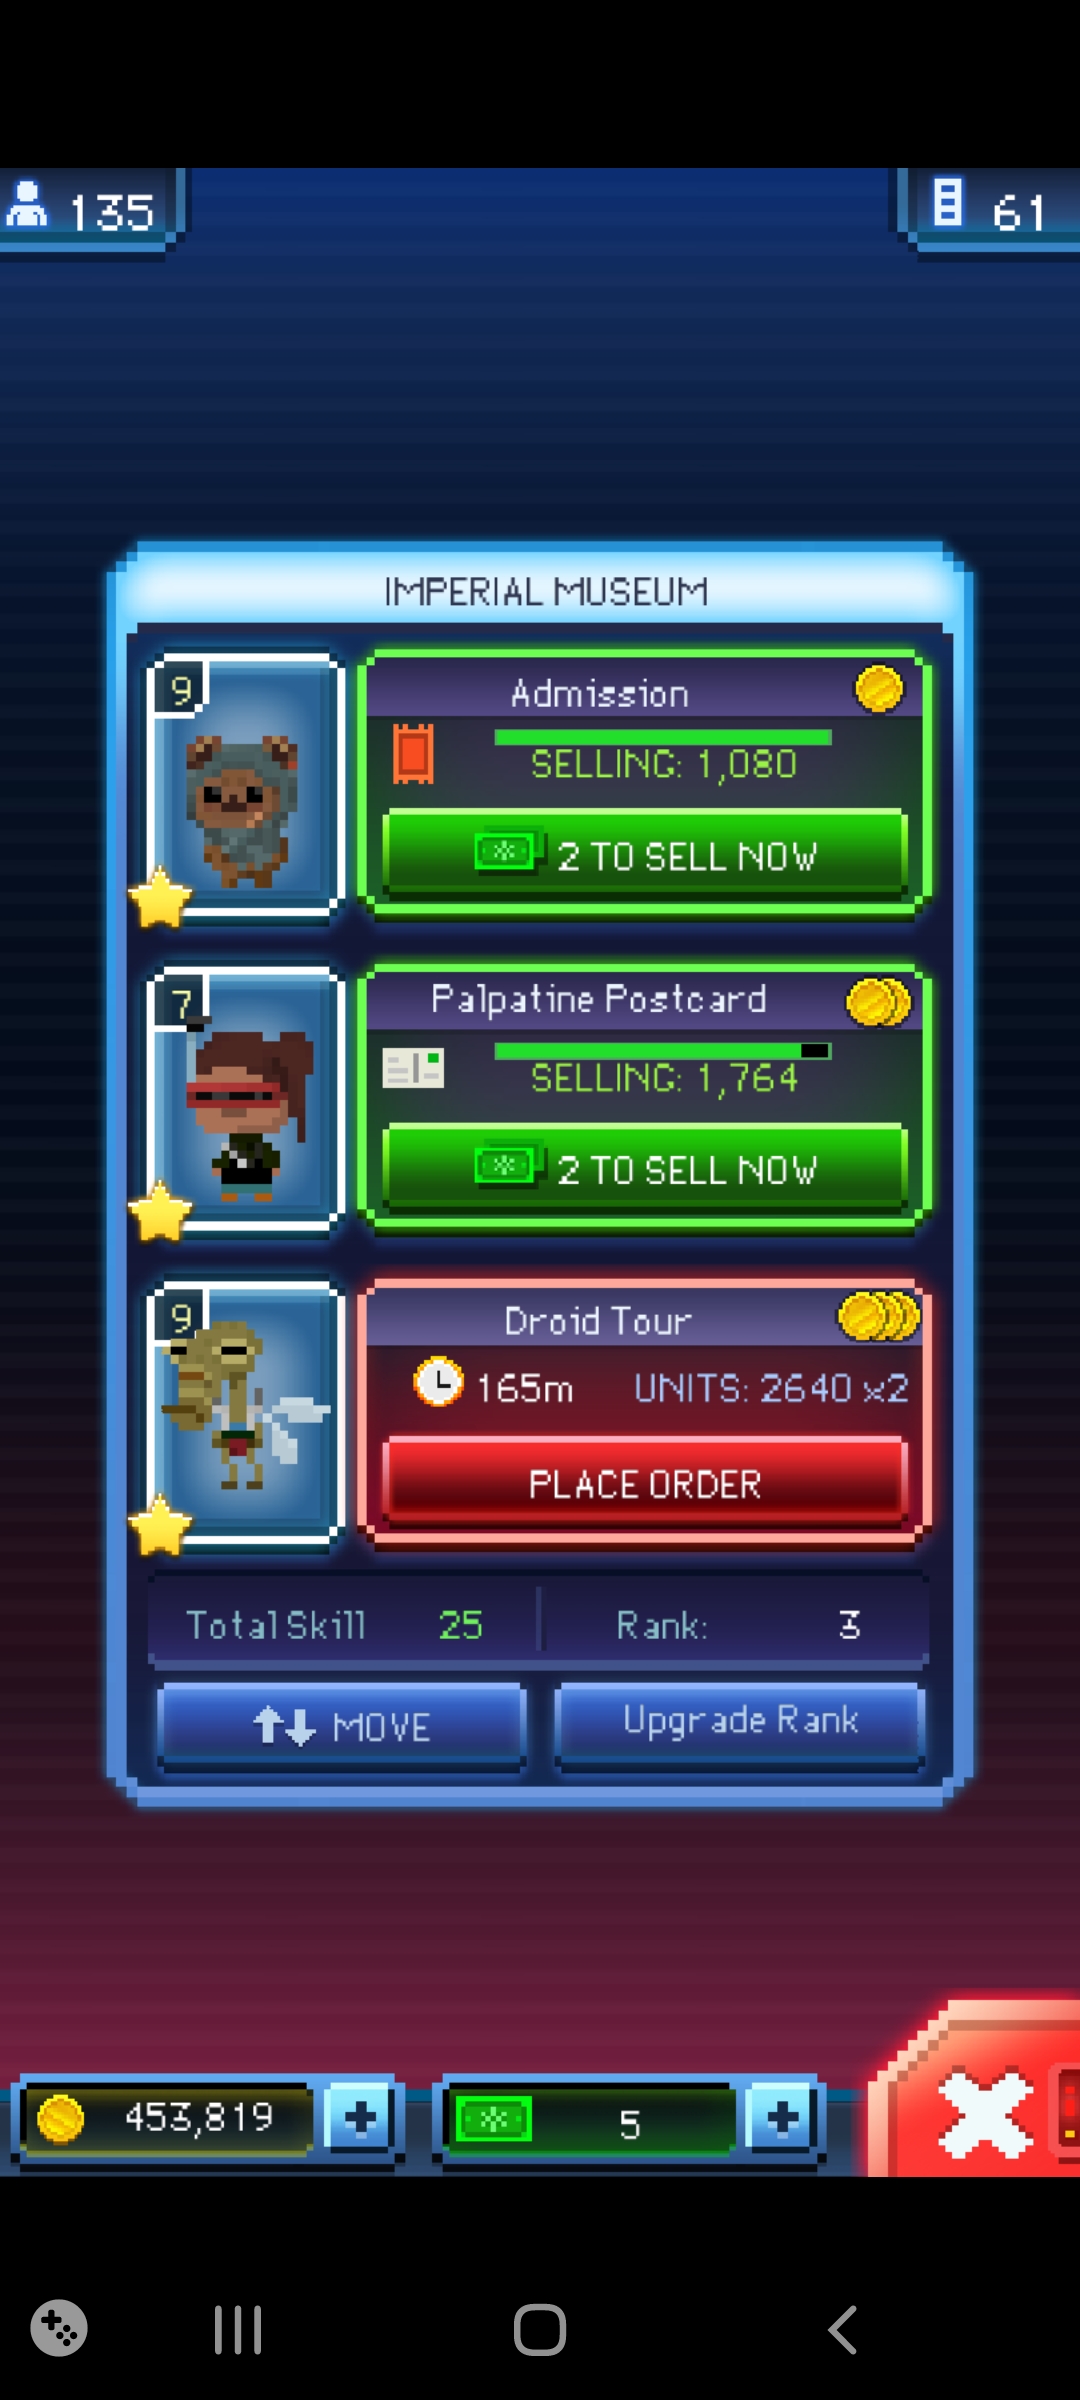 135
61
IMPERIAL MUSEUM
9
Admission
SELLING: 1,080
2 TO SELL NOW
7
Palpatine Postcard
SELLING: 1,764
2 TO SELL NOW
9
Droid Tour
165m UNITS: 2640 x2
PLACE ORDER
Total Skill 25 Rank: 3
MOVE Upgrade Rank
453,819 + 5 +